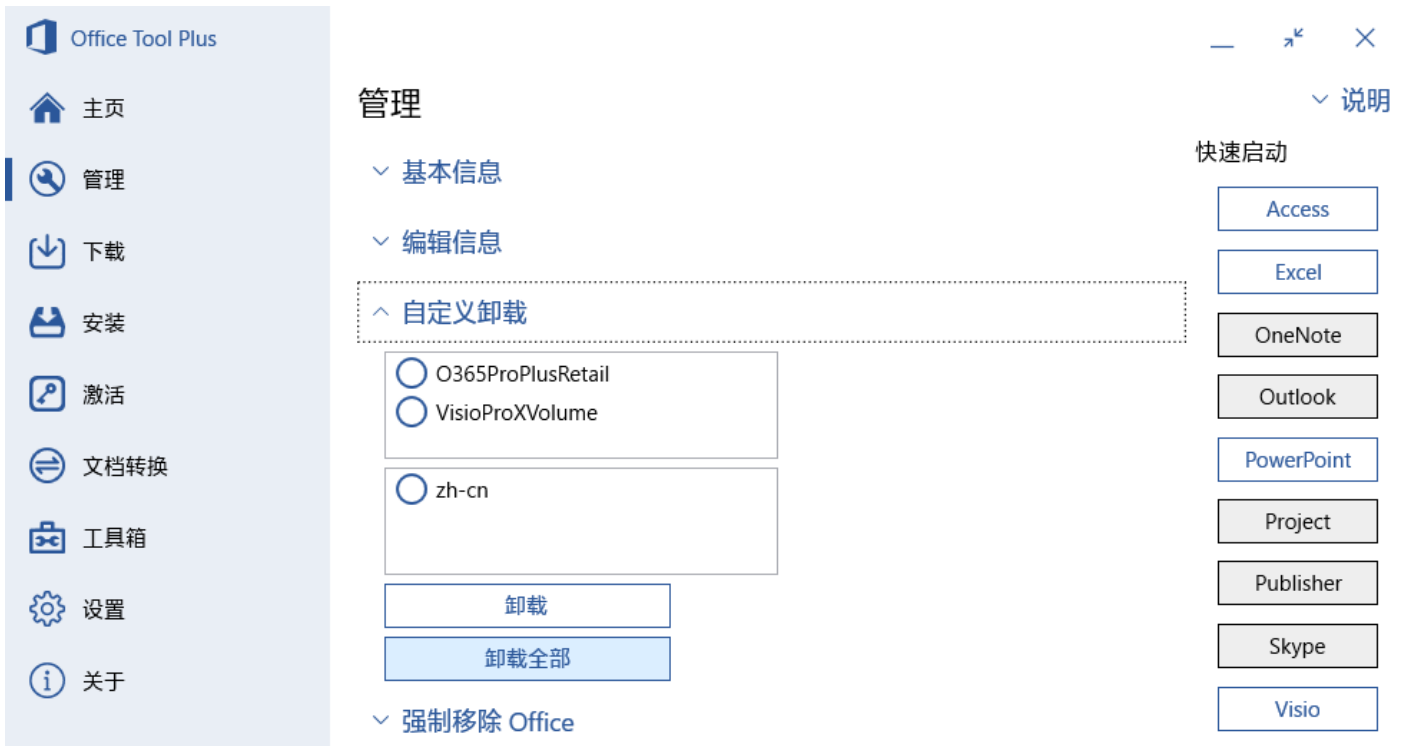 Office Tool Plus
主页
管理
下载
安装
激活
文档转换
工具箱
设置
关于
管理
说明
基本信息
编辑信息
自定义卸载
O365ProPlusRetail
VisioProXVolume
zh-cn
卸载
卸载全部
强制移除 Office
快速启动
Access
Excel
OneNote
Outlook
PowerPoint
Project
Publisher
Skype
Visio